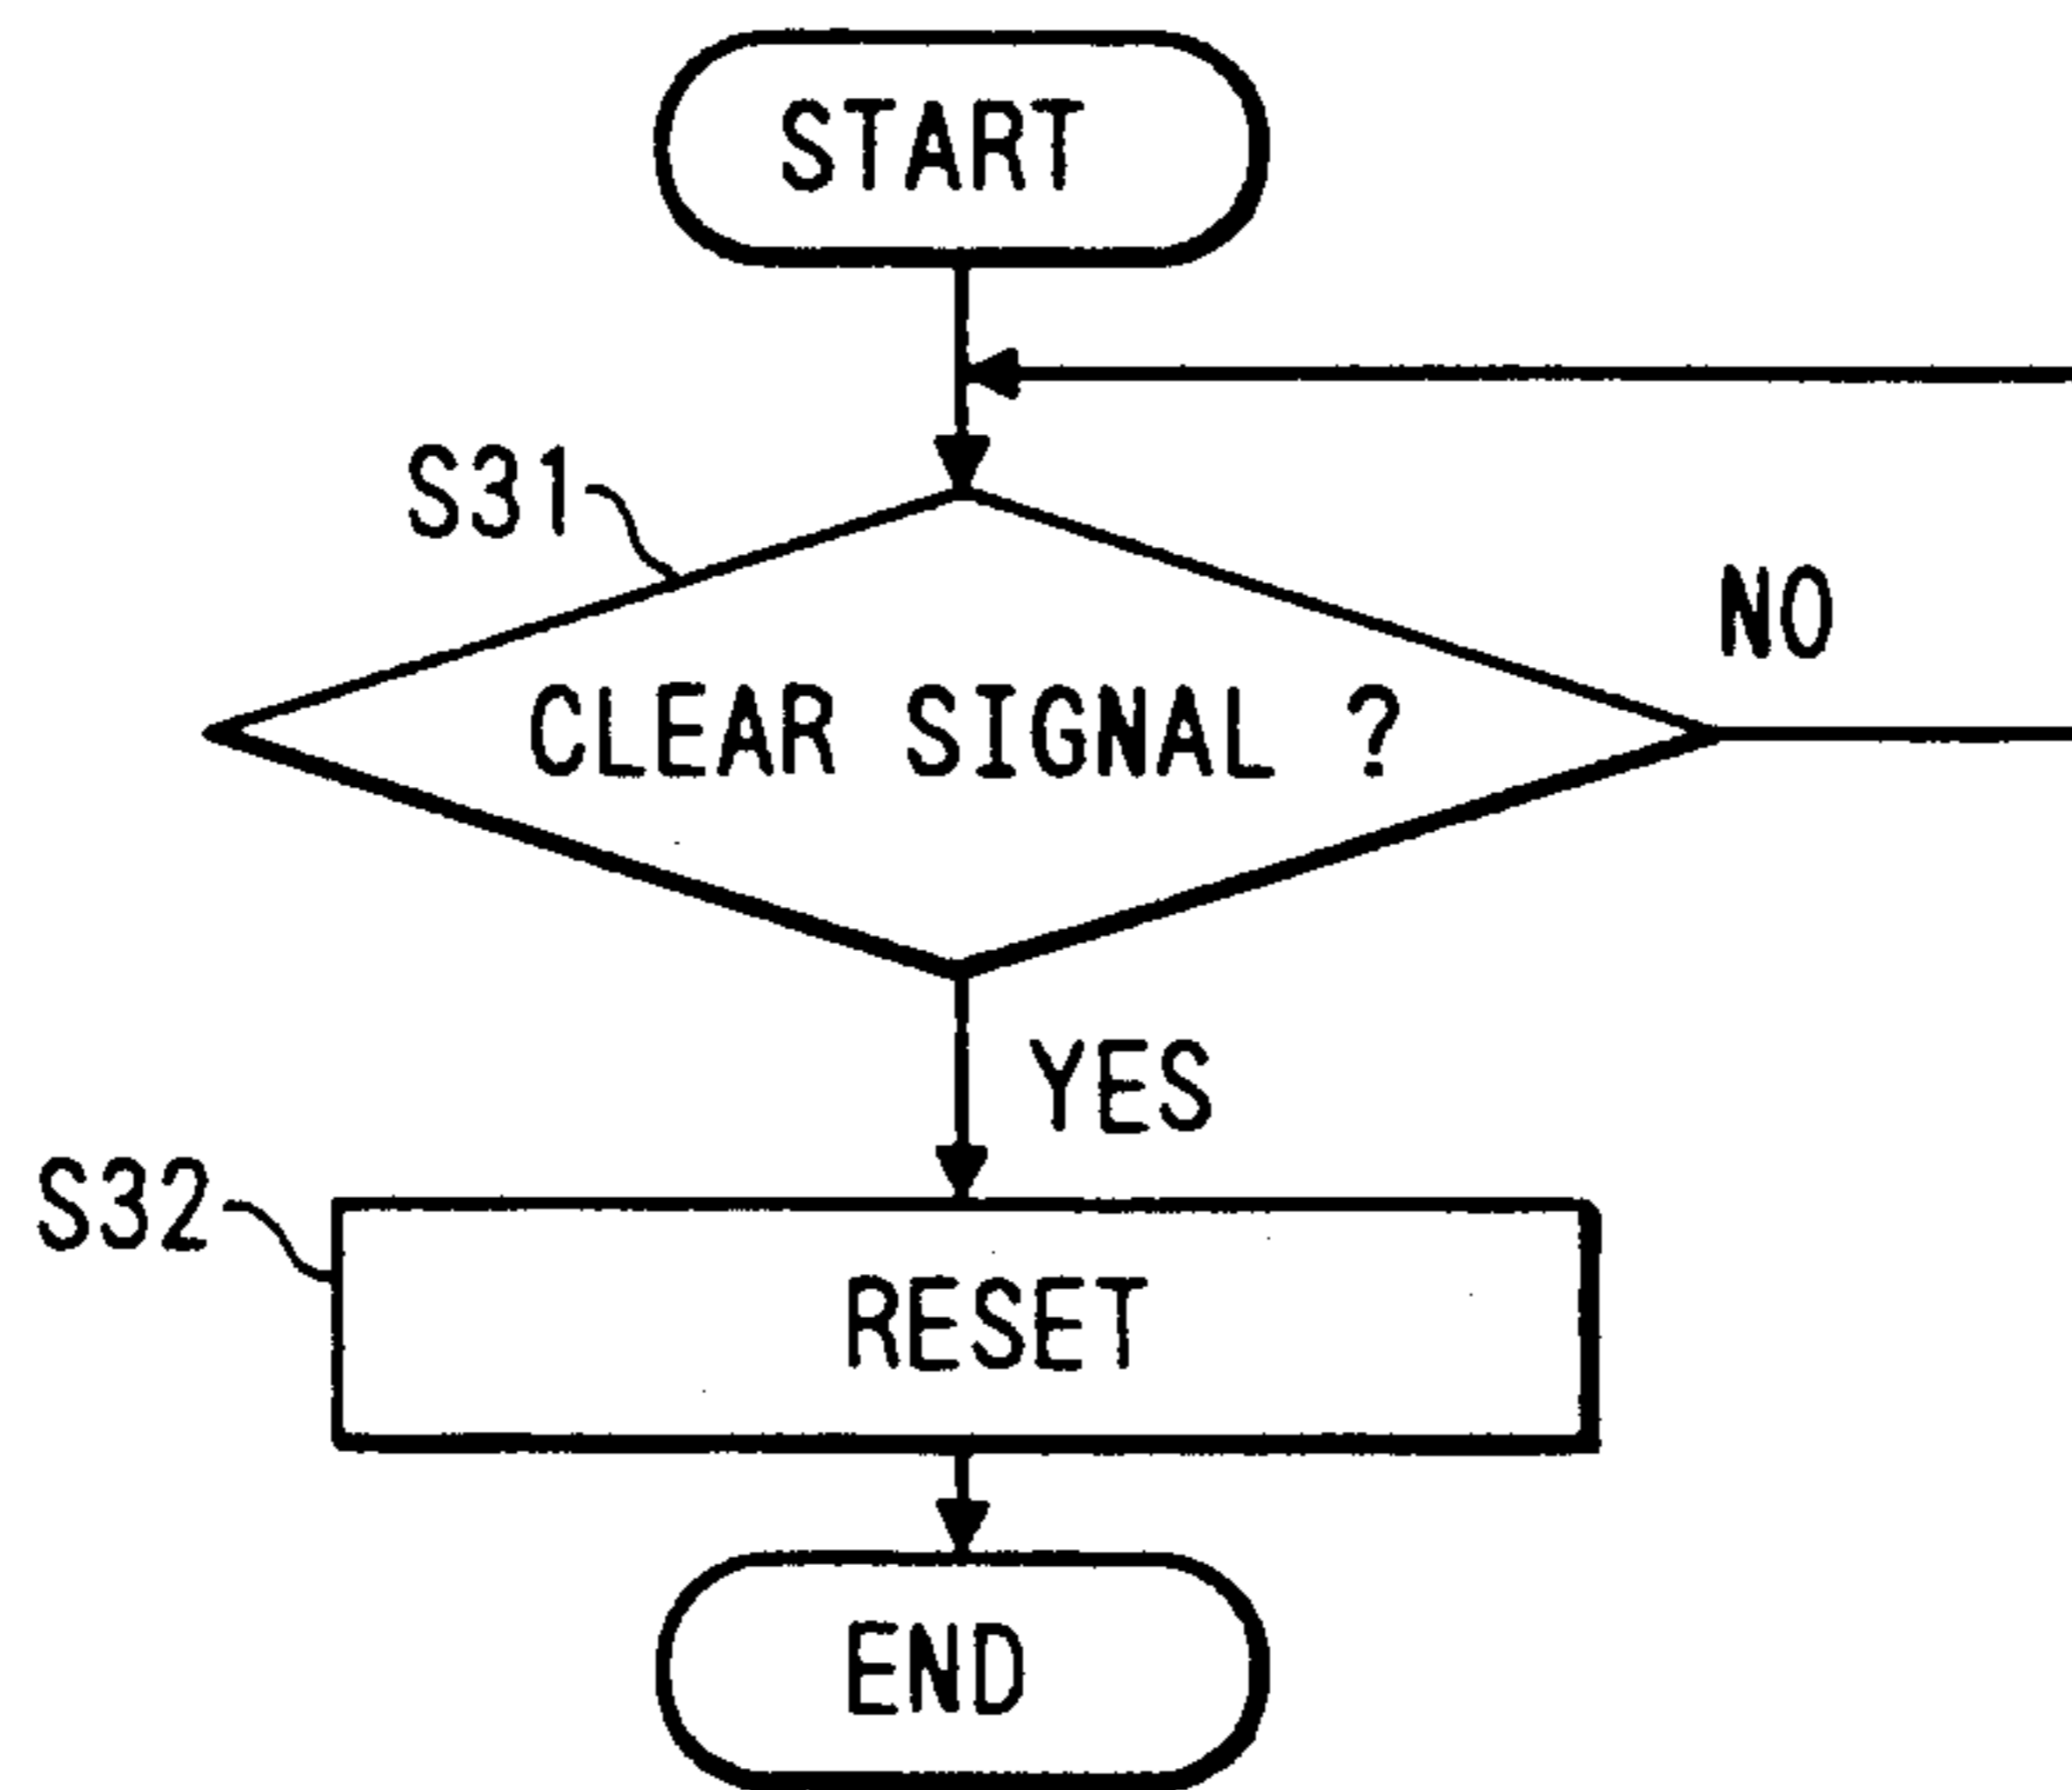 START
S31
NO
CLEAR SIGNAL ?
YES
S32
RESET
END